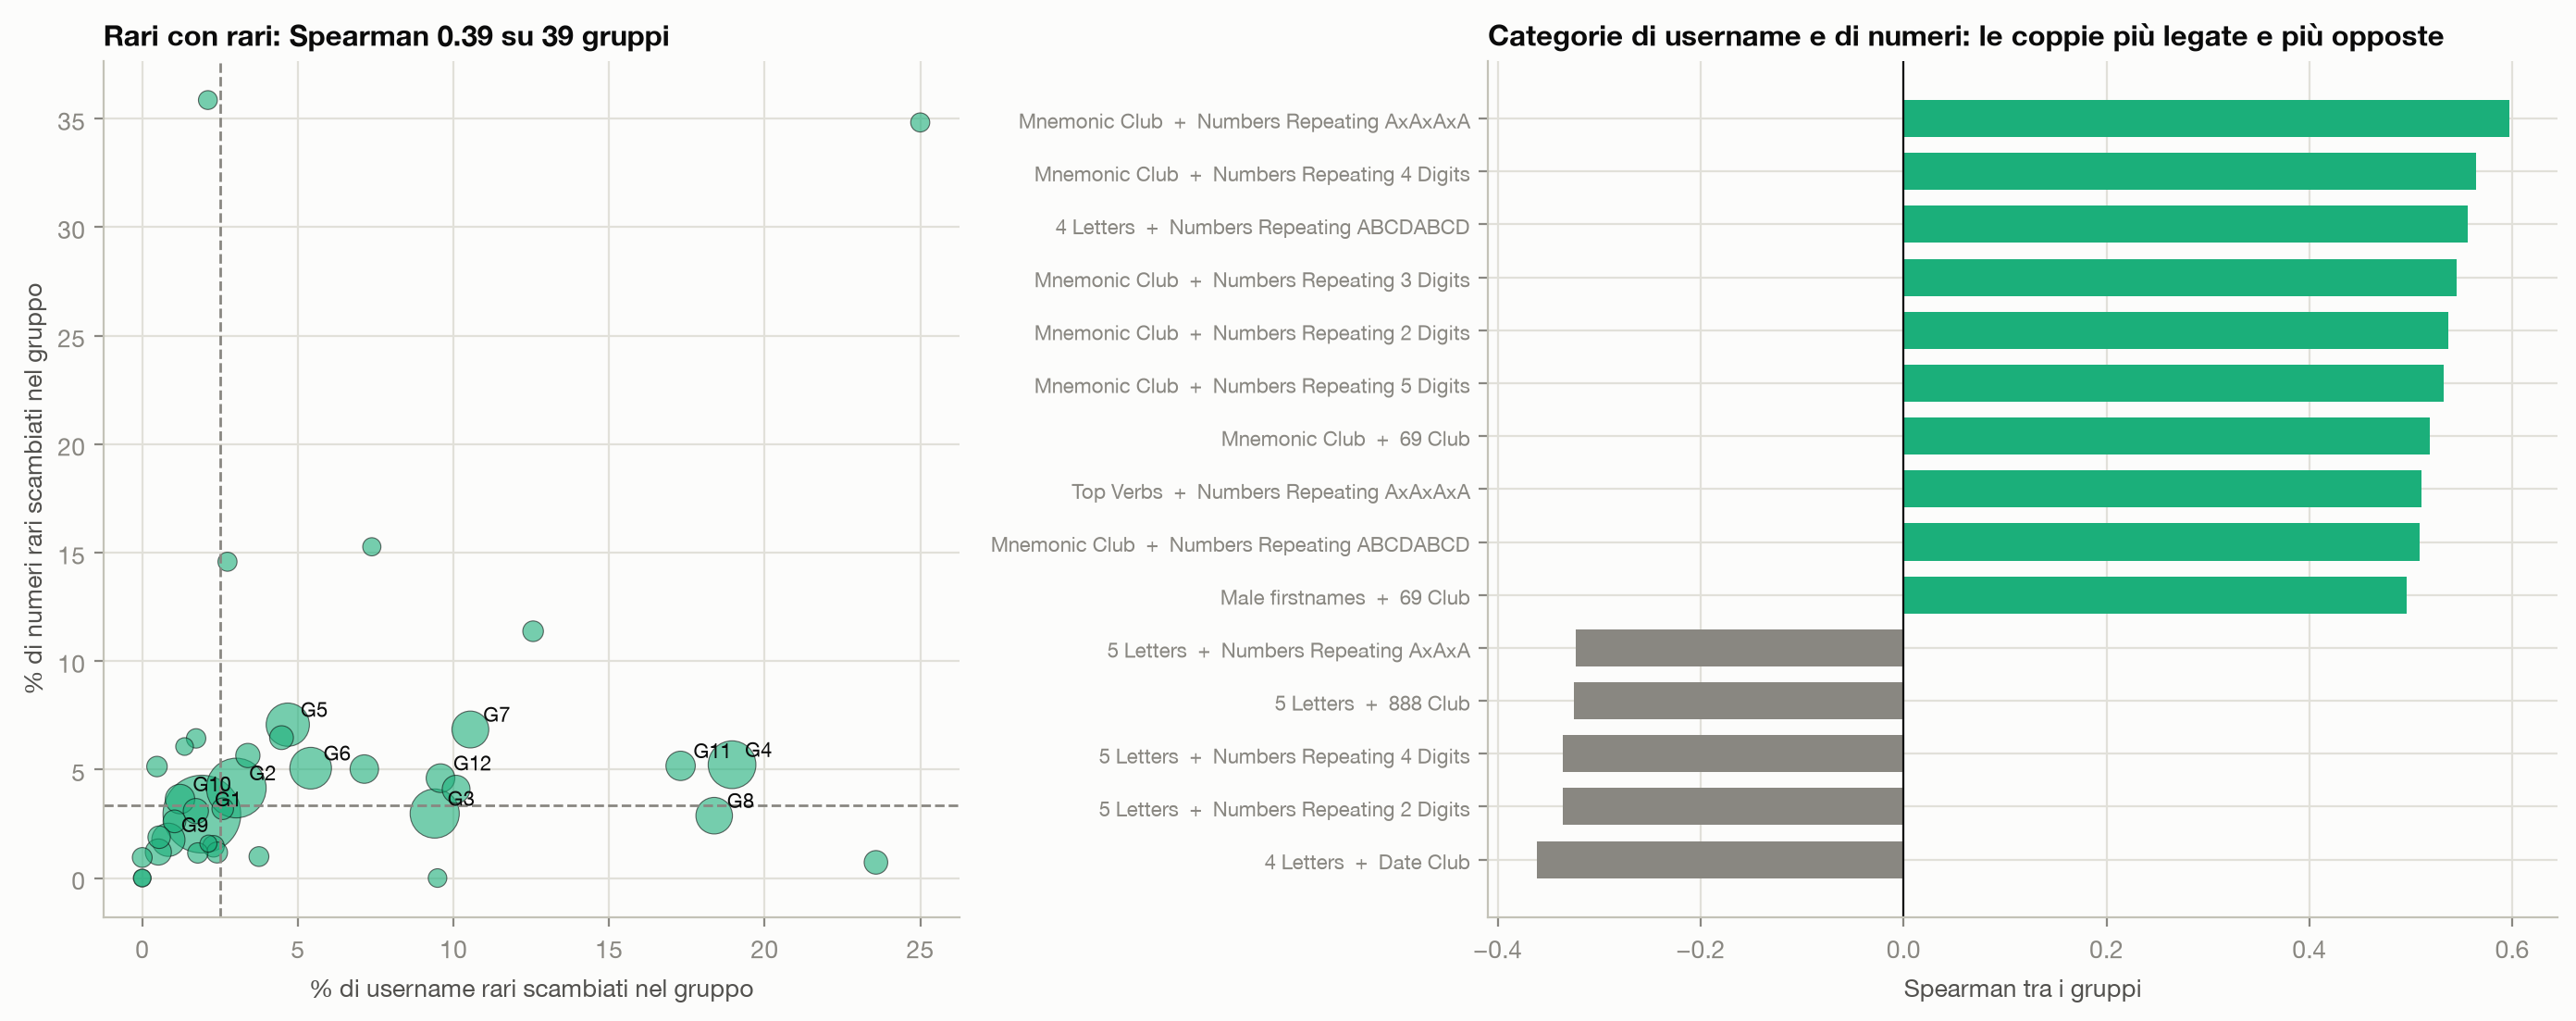 Rari con rari: Spearman 0.39 su 39 gruppi
% di numeri rari scambiati nel gruppo
35
30
25
20
15
10
5
0
G5
G7
G6
G11
G4
G12
G2
G10
G1
G3
G8
G9
0
5
10
15
20
25
% di username rari scambiati nel gruppo
Categorie di username e di numeri: le coppie più legate e più opposte
Mnemonic Club + Numbers Repeating AxAxAxA
Mnemonic Club + Numbers Repeating 4 Digits
4 Letters + Numbers Repeating ABCDABCD
Mnemonic Club + Numbers Repeating 3 Digits
Mnemonic Club + Numbers Repeating 2 Digits
Mnemonic Club + Numbers Repeating 5 Digits
Mnemonic Club + 69 Club
Top Verbs + Numbers Repeating AxAxAxA
Mnemonic Club + Numbers Repeating ABCDABCD
Male firstnames + 69 Club
5 Letters + Numbers Repeating AxAxA
5 Letters + 888 Club
5 Letters + Numbers Repeating 4 Digits
5 Letters + Numbers Repeating 2 Digits
4 Letters + Date Club
−0.4
−0.2
0.0
0.2
0.4
0.6
Spearman tra i gruppi